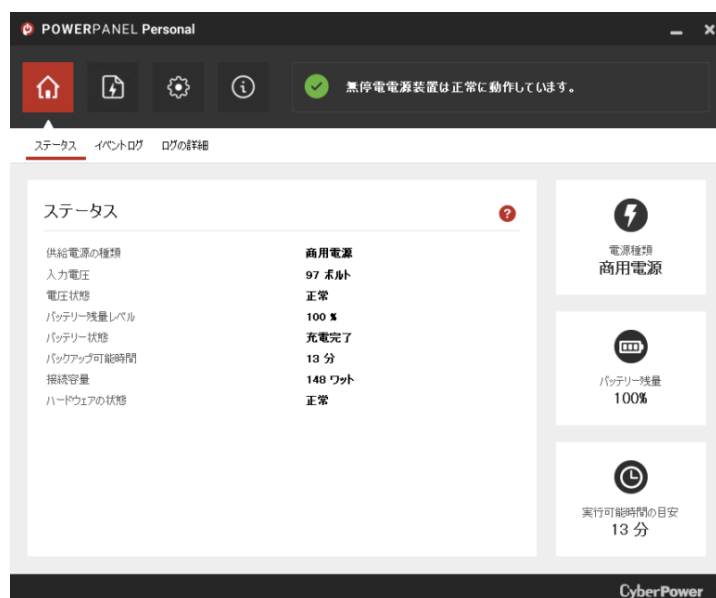 POWERPANEL Personal
無停電電源装置は正常に動作しています。
ステータス イベントログ ログの詳細
ステータス
供給電源の種類 商用電源
入力電圧 97 ボルト
電圧状態 正常
バッテリー残量レベル 100 %
バッテリー状態 充電完了
バックアップ可能時間 13 分
接続容量 148 ワット
ハードウェアの状態 正常
電源種類
商用電源
バッテリー残量
100%
実行可能時間の目安
13 分
CyberPower